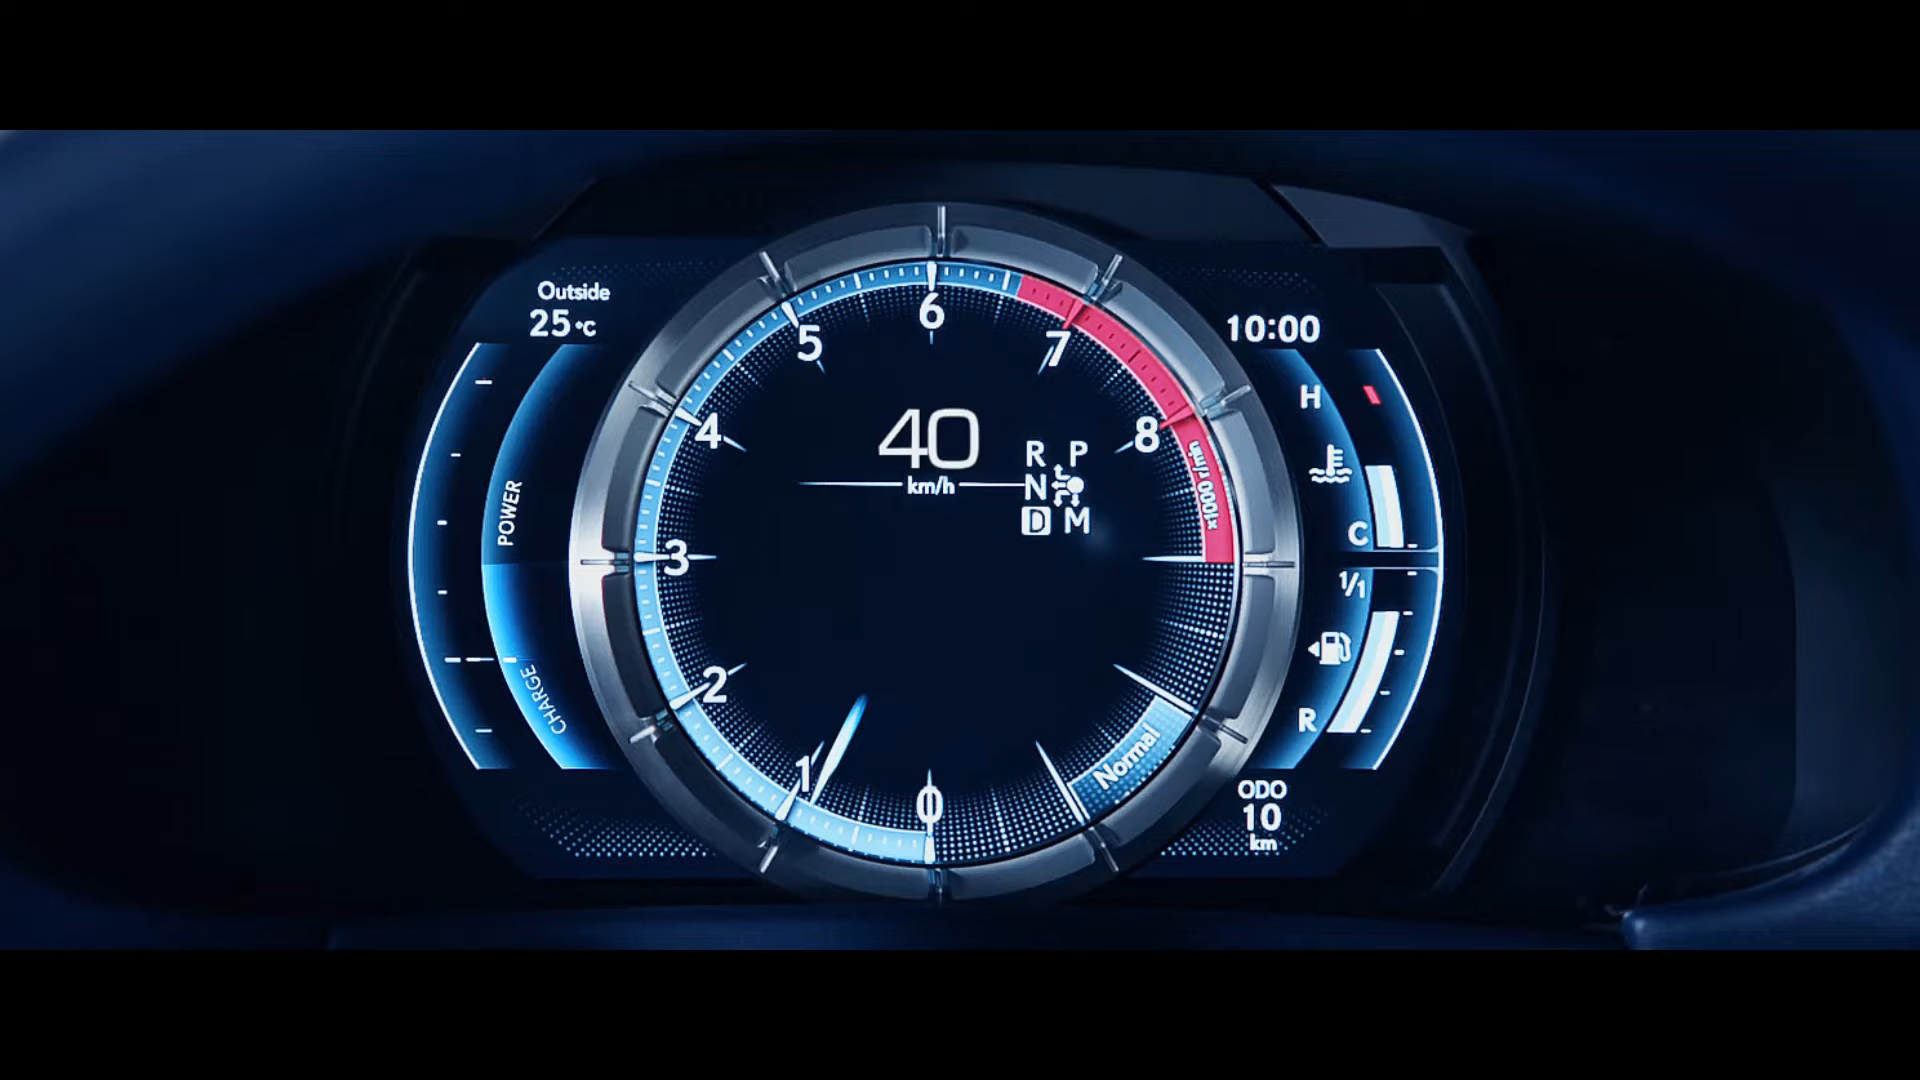 Outside
25°C
10:00
POWER
CHARGE
0
1
2
3
4
5
6
7
8
×1000 r/min
40
km/h
R P
N
D M
Normal
H
C
1/1
R
ODO
10
km